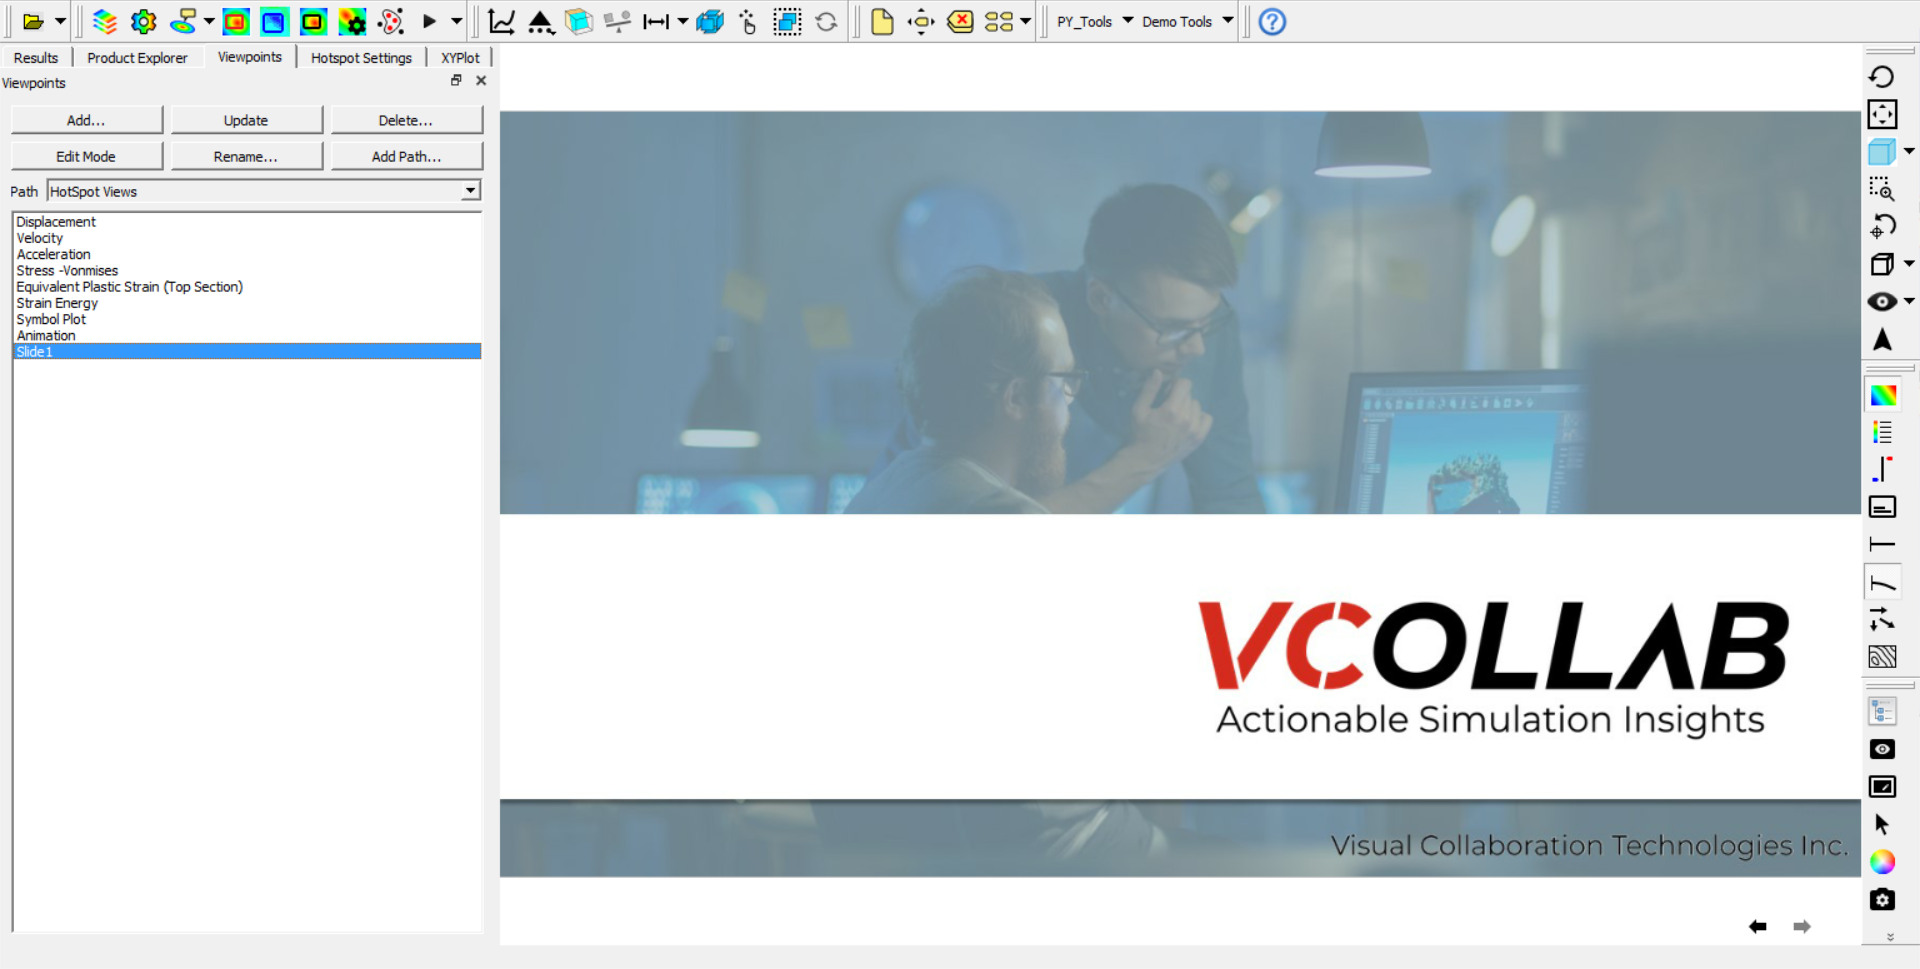 PY_Tools Demo Tools
Results Product Explorer Viewpoints Hotspot Settings XYPlot
Viewpoints
Add... Update Delete...
Edit Mode Rename... Add Path...
Path HotSpot Views
Displacement
Velocity
Acceleration
Stress -Vonmises
Equivalent Plastic Strain (Top Section)
Strain Energy
Symbol Plot
Animation
Slide1
VCOLLAB
Actionable Simulation Insights
Visual Collaboration Technologies Inc.